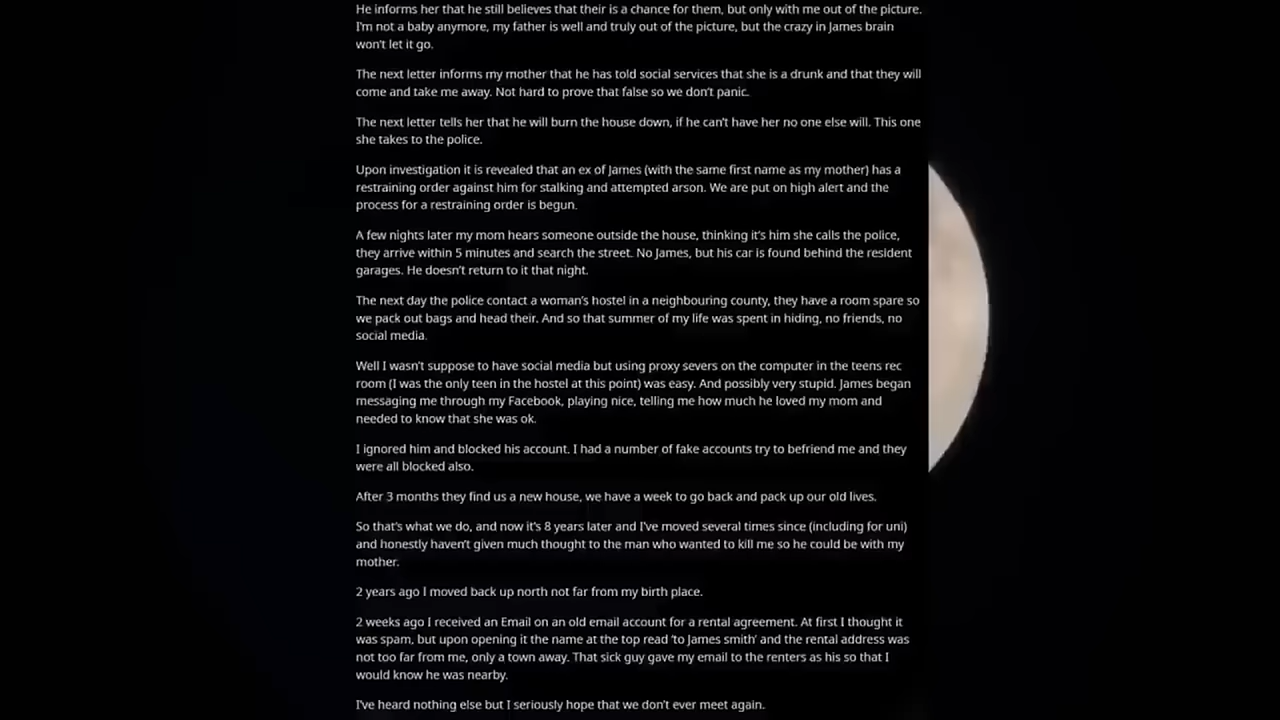 He informs her that he still believes that their is a chance for them, but only with me out of the picture.
I'm not a baby anymore, my father is well and truly out of the picture, but the crazy in James brain
won't let it go.
The next letter informs my mother that he has told social services that she is a drunk and that they will
come and take me away. Not hard to prove that false so we don't panic.
The next letter tells her that he will burn the house down, if he can't have her no one else will. This one
she takes to the police.
Upon investigation it is revealed that an ex of James (with the same first name as my mother) has a
restraining order against him for stalking and attempted arson. We are put on high alert and the
process for a restraining order is begun.
A few nights later my mom hears someone outside the house, thinking it's him she calls the police,
they arrive within 5 minutes and search the street. No James, but his car is found behind the resident
garages. He doesn't return to it that night.
The next day the police contact a woman's hostel in a neighbouring county, they have a room spare so
we pack out bags and head their. And so that summer of my life was spent in hiding, no friends, no
social media.
Well I wasn't suppose to have social media but using proxy severs on the computer in the teens rec
room (I was the only teen in the hostel at this point) was easy. And possibly very stupid. James began
messaging me through my Facebook, playing nice, telling me how much he loved my mom and
needed to know that she was ok.
I ignored him and blocked his account. I had a number of fake accounts try to befriend me and they
were all blocked also.
After 3 months they find us a new house, we have a week to go back and pack up our old lives.
So that's what we do, and now it's 8 years later and I've moved several times since (including for uni)
and honestly haven't given much thought to the man who wanted to kill me so he could be with my
mother.
2 years ago I moved back up north not far from my birth place.
2 weeks ago I received an Email on an old email account for a rental agreement. At first I thought it
was spam, but upon opening it the name at the top read 'to James smith' and the rental address was
not too far from me, only a town away. That sick guy gave my email to the renters as his so that I
would know he was nearby.
I've heard nothing else but I seriously hope that we don't ever meet again.